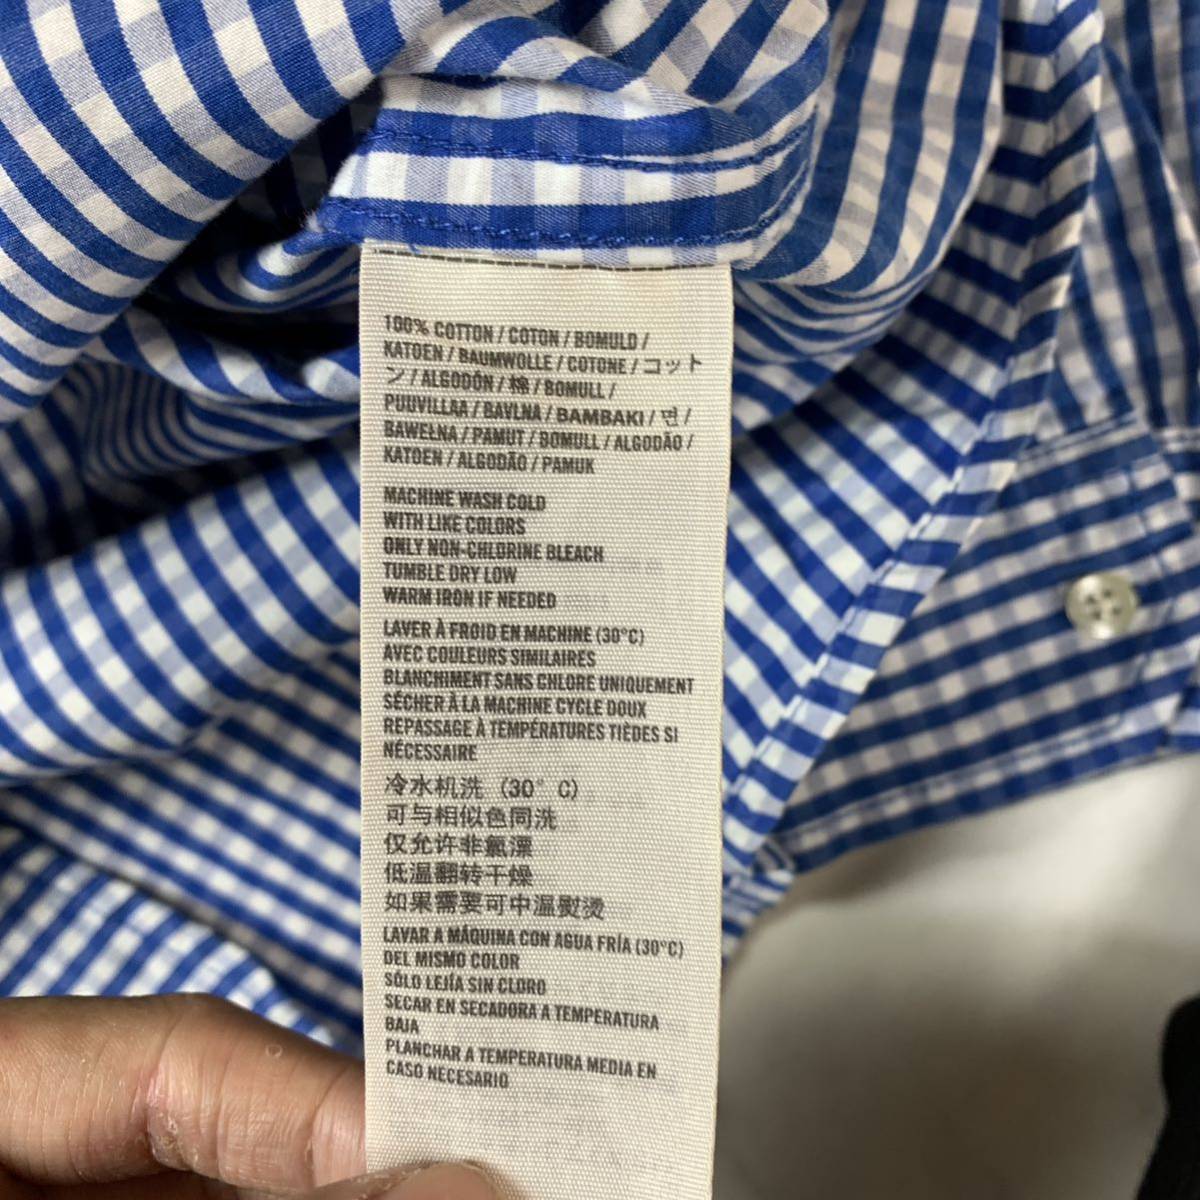 100% COTTON / COTON / BOMULD /
KATOEN / BAUMWOLLE / COTONE / コット
ン / ALGODÓN / 棉 / BOMULL /
PUUVILLAA / BAVLNA / BAMBAKI / 면 /
BAWEŁNA / PAMUT / BOMULL / ALGODÃO /
KATOEN / ALGODÃO / PAMUK
MACHINE WASH COLD
WITH LIKE COLORS
ONLY NON-CHLORINE BLEACH
TUMBLE DRY LOW
WARM IRON IF NEEDED
LAVER À FROID EN MACHINE (30°C)
AVEC COULEURS SIMILAIRES
BLANCHIMENT SANS CHLORE UNIQUEMENT
SÉCHER À LA MACHINE CYCLE DOUX
REPASSAGE À TEMPÉRATURES TIÈDES SI
NÉCESSAIRE
冷水机洗 (30° C)
可与相似色同洗
仅允许非氯漂
低温翻转干燥
如果需要可中温熨烫
LAVAR A MÁQUINA CON AGUA FRÍA (30°C)
DEL MISMO COLOR
SÓLO LEJÍA SIN CLORO
SECAR EN SECADORA A TEMPERATURA
BAJA
PLANCHAR A TEMPERATURA MEDIA EN
CASO NECESARIO